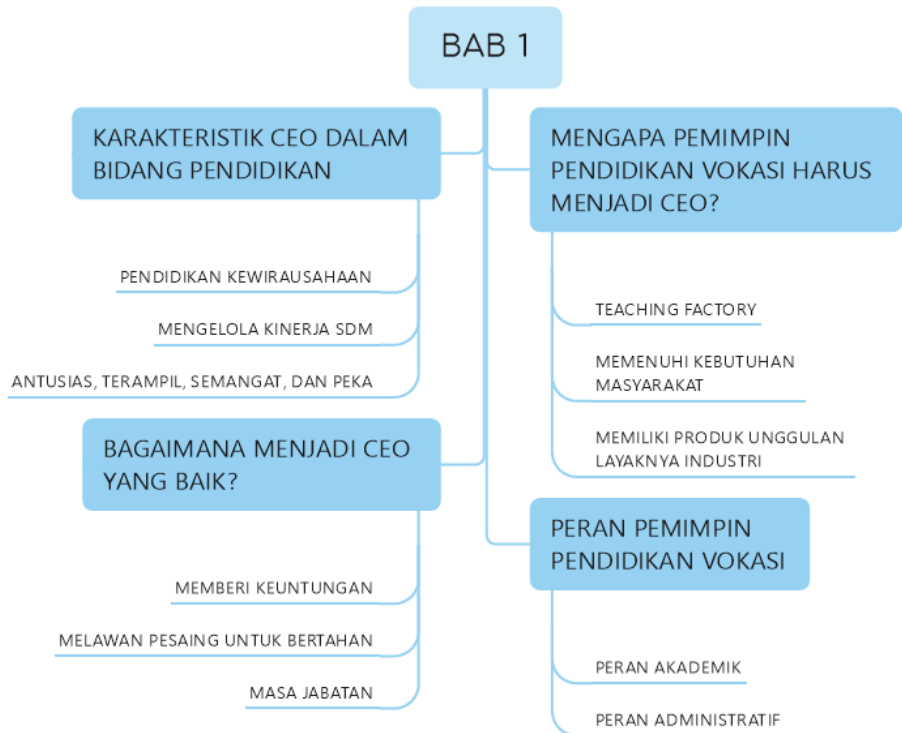 BAB 1
KARAKTERISTIK CEO DALAM
BIDANG PENDIDIKAN
PENDIDIKAN KEWIRAUSAHAAN
MENGELOLA KINERJA SDM
ANTUSIAS, TERAMPIL, SEMANGAT, DAN PEKA
BAGAIMANA MENJADI CEO
YANG BAIK?
MEMBERI KEUNTUNGAN
MELAWAN PESAING UNTUK BERTAHAN
MASA JABATAN
MENGAPA PEMIMPIN
PENDIDIKAN VOKASI HARUS
MENJADI CEO?
TEACHING FACTORY
MEMENUHI KEBUTUHAN
MASYARAKAT
MEMILIKI PRODUK UNGGULAN
LAYAKNYA INDUSTRI
PERAN PEMIMPIN
PENDIDIKAN VOKASI
PERAN AKADEMIK
PERAN ADMINISTRATIF